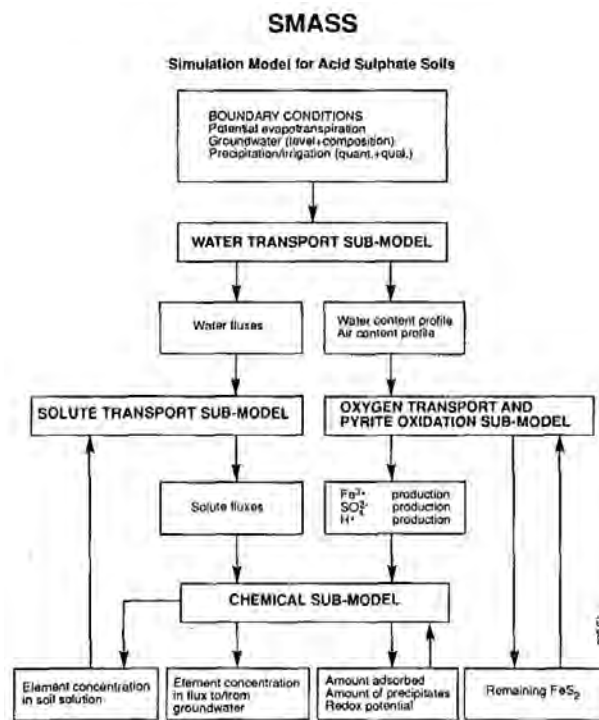 SMASS
Simulation Model for Acid Sulphate Soils
BOUNDARY CONDITIONS
Potential evapotranspiration
Groundwater (level+composition)
Precipitation/irrigation (quant.+qual.)
WATER TRANSPORT SUB-MODEL
Water fluxes
Water content profile
Air content profile
SOLUTE TRANSPORT SUB-MODEL
OXYGEN TRANSPORT AND
PYRITE OXIDATION SUB-MODEL
Solute fluxes
Fe³⁺ production
SO₄²⁻ production
H⁺ production
CHEMICAL SUB-MODEL
Element concentration
in soil solution
Element concentration
in flux to/from
groundwater
Amount adsorbed
Amount of precipitates
Redox potential
Remaining FeS₂